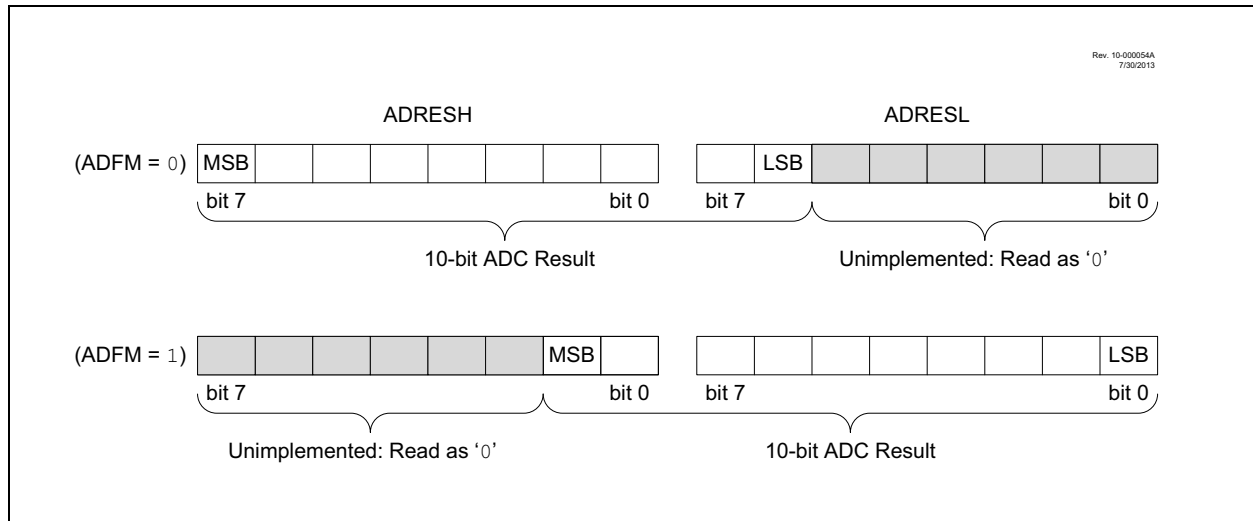 Rev. 10-000054A
7/30/2013
ADRESH ADRESL
(ADFM = 0) MSB LSB
bit 7 bit 0 bit 7 bit 0
10-bit ADC Result Unimplemented: Read as ‘0’
(ADFM = 1) MSB LSB
bit 7 bit 0 bit 7 bit 0
Unimplemented: Read as ‘0’ 10-bit ADC Result